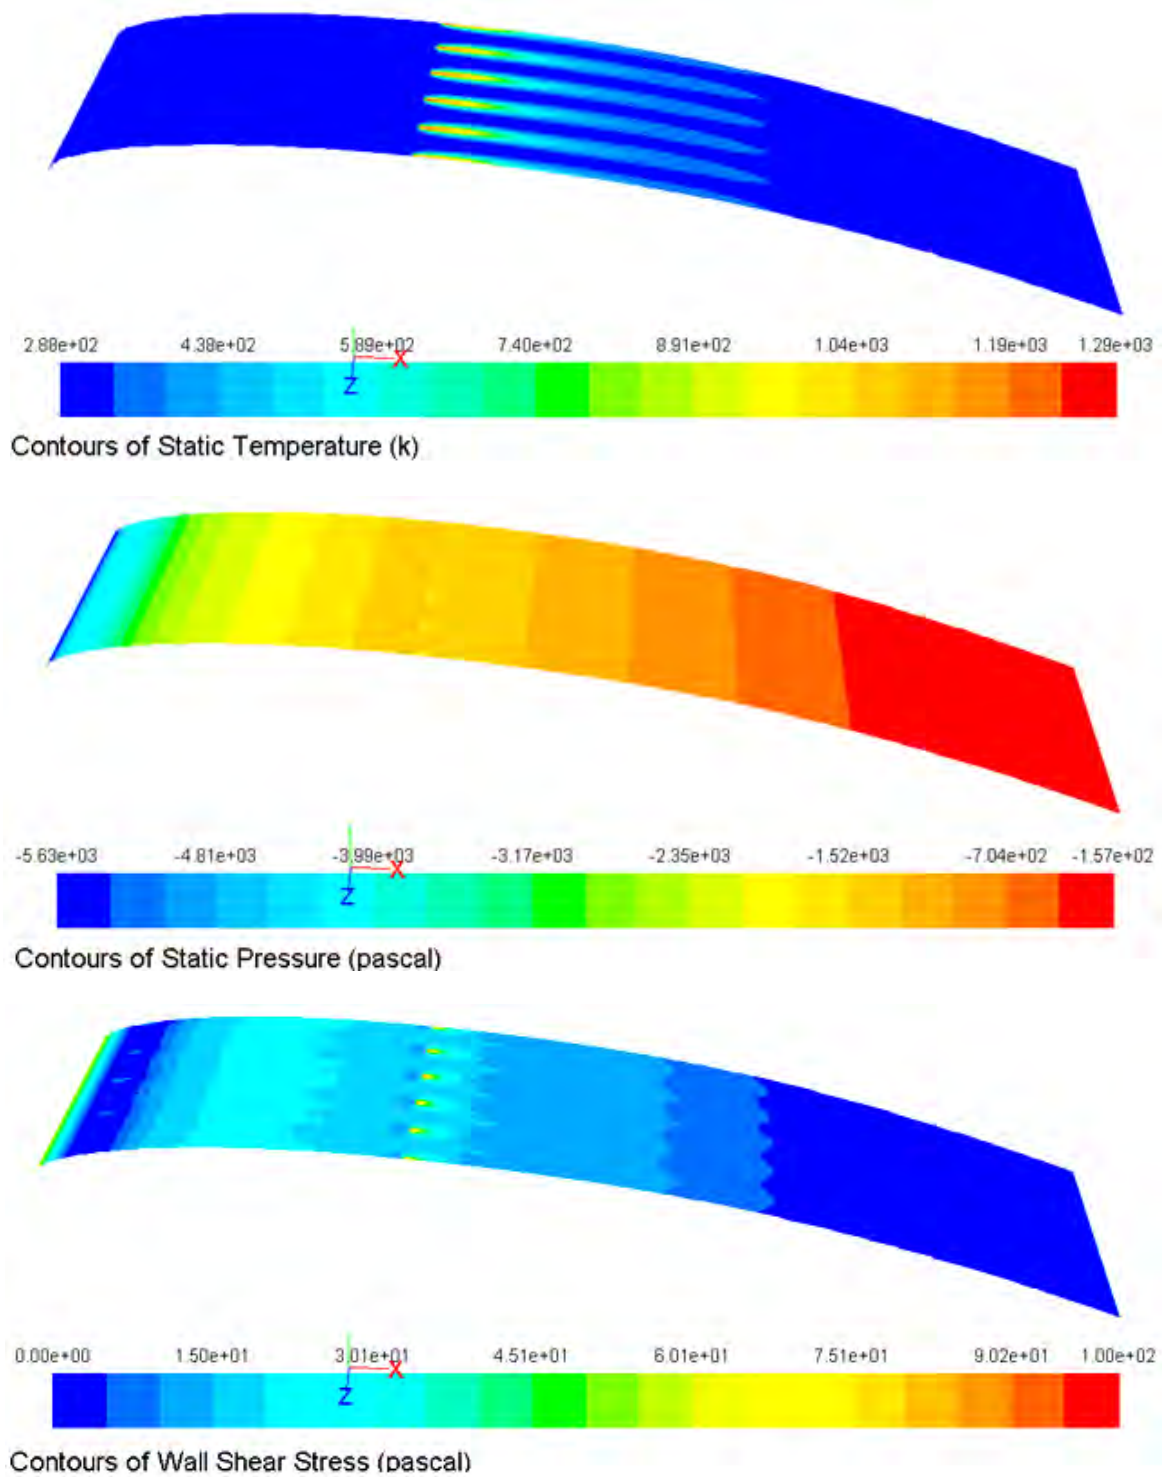 2.88e+02 4.38e+02 5.89e+02 7.40e+02 8.91e+02 1.04e+03 1.19e+03 1.29e+03
X
Z
Contours of Static Temperature (k)
-5.63e+03 -4.81e+03 -3.99e+03 -3.17e+03 -2.35e+03 -1.52e+03 -7.04e+02 -1.57e+02
X
Z
Contours of Static Pressure (pascal)
0.00e+00 1.50e+01 3.01e+01 4.51e+01 6.01e+01 7.51e+01 9.02e+01 1.00e+02
X
Z
Contours of Wall Shear Stress (pascal)